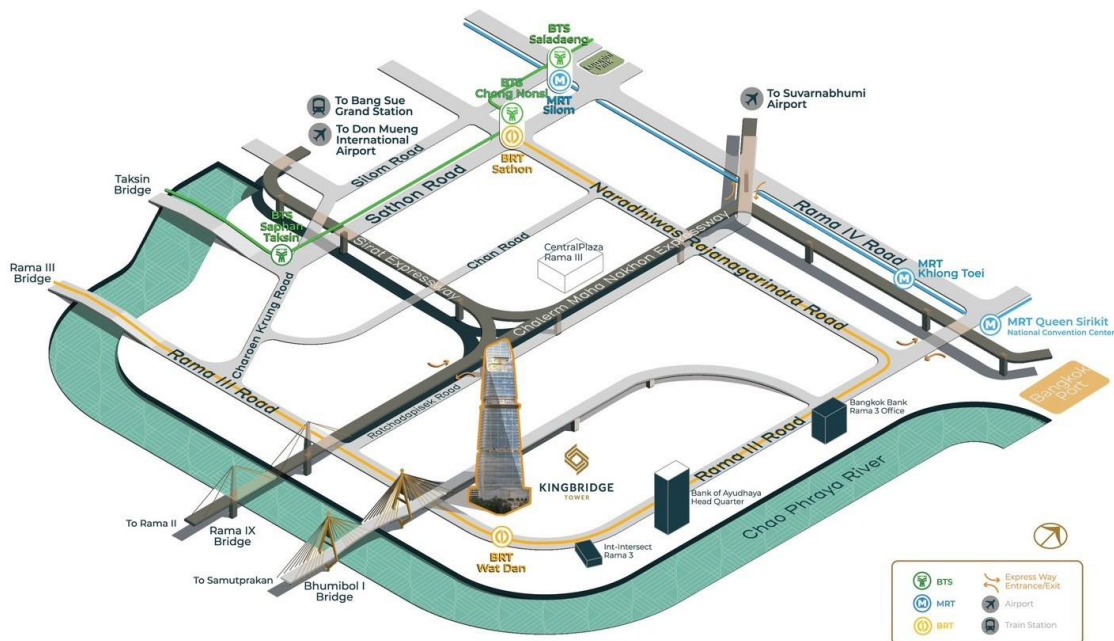 BTS
Saladaeng
Lumpini
Park
MRT
Silom
BTS
Chong Nonsi
BRT
Sathon
To Bang Sue
Grand Station
To Don Mueng
International
Airport
To Suvarnabhumi
Airport
Silom Road
Sathon Road
Taksin
Bridge
BTS
Saphan
Taksin
Rama III
Bridge
Charoen Krung Road
Sirat Expressway
Chan Road
CentralPlaza
Rama III
Chalerm Maha Nakhon Expressway
Naradhiwas Rajanagarindra Road
Rama IV Road
MRT
Khlong Toei
MRT Queen Sirikit
National Convention Center
Bangkok
Port
Rama III Road
Ratchadapisek Road
KINGBRIDGE
TOWER
Bangkok Bank
Rama 3 Office
Rama III Road
Bank of Ayudhaya
Head Quarter
Chao Phraya River
Int-Intersect
Rama 3
BRT
Wat Dan
To Rama II
Rama IX
Bridge
To Samutprakan
Bhumibol I
Bridge
BTS
MRT
BRT
Express Way
Entrance/Exit
Airport
Train Station